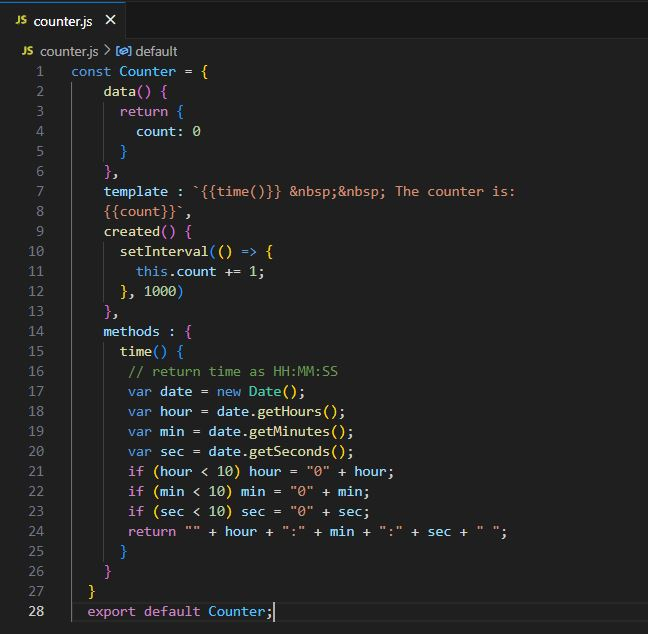 JS counter.js ×
JS counter.js > default
1 const Counter = {
2     data() {
3       return {
4         count: 0
5       }
6     },
7     template : `{{time()}} &nbsp;&nbsp; The counter is:
8     {{count}}`,
9     created() {
10       setInterval(() => {
11         this.count += 1;
12       }, 1000)
13     },
14     methods : {
15       time() {
16        // return time as HH:MM:SS
17        var date = new Date();
18        var hour = date.getHours();
19        var min = date.getMinutes();
20        var sec = date.getSeconds();
21        if (hour < 10) hour = "0" + hour;
22        if (min < 10) min = "0" + min;
23        if (sec < 10) sec = "0" + sec;
24        return "" + hour + ":" + min + ":" + sec + " ";
25       }
26     }
27   }
28   export default Counter;